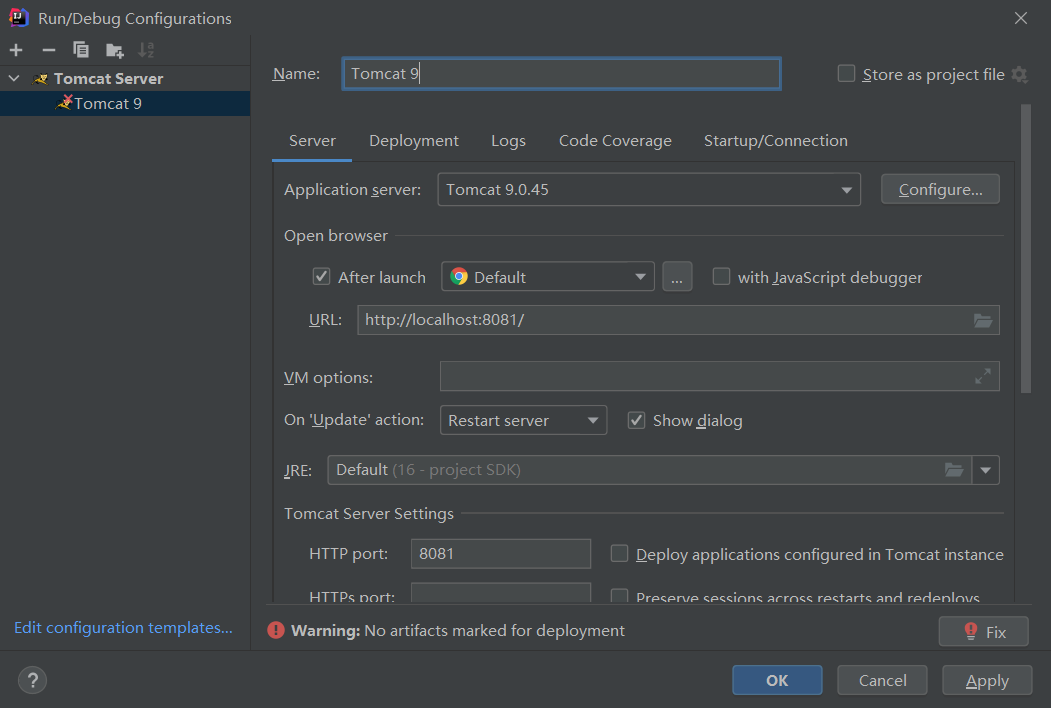 Run/Debug Configurations
Tomcat Server
Tomcat 9
Name: Tomcat 9 Store as project file
Server Deployment Logs Code Coverage Startup/Connection
Application server: Tomcat 9.0.45 Configure...
Open browser
After launch Default ... with JavaScript debugger
URL: http://localhost:8081/
VM options:
On 'Update' action: Restart server Show dialog
JRE: Default (16 - project SDK)
Tomcat Server Settings
HTTP port: 8081 Deploy applications configured in Tomcat instance
HTTPs port: Preserve sessions across restarts and redeploys
Edit configuration templates...
Warning: No artifacts marked for deployment Fix
? OK Cancel Apply